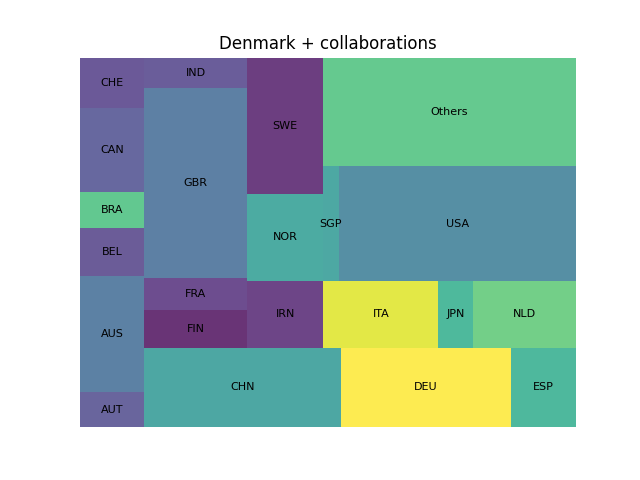 Denmark + collaborations
CHE
IND
SWE
Others
CAN
GBR
BRA
SGP
USA
NOR
BEL
FRA
IRN
ITA
JPN
NLD
AUS
FIN
CHN
DEU
ESP
AUT